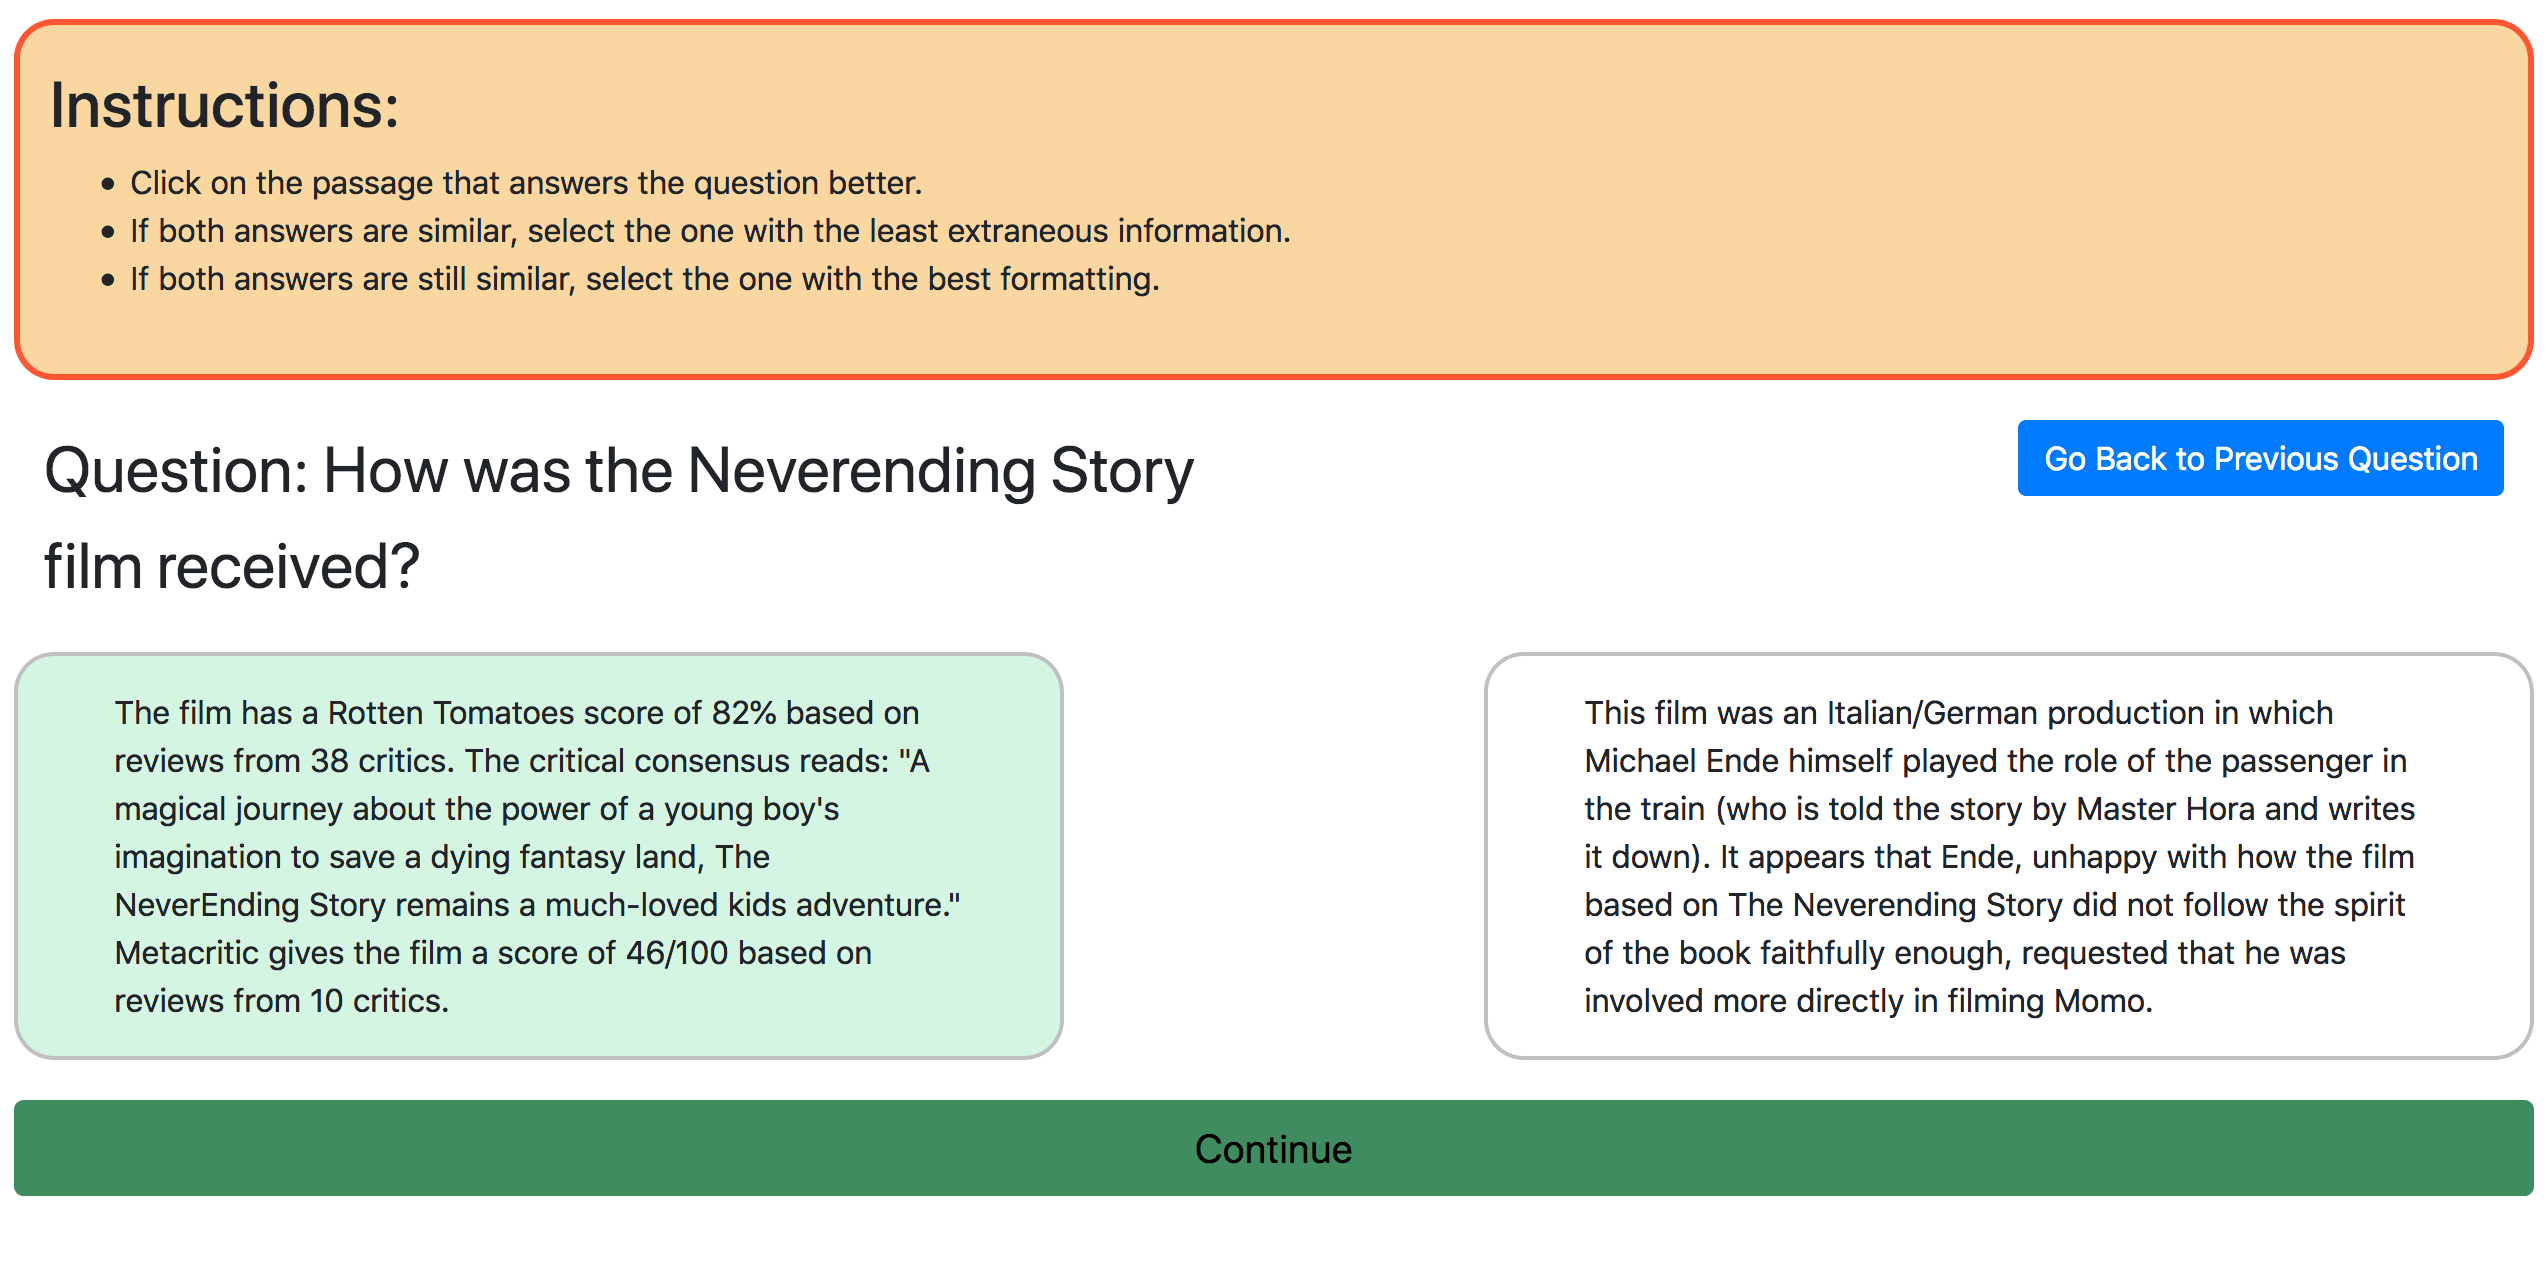 Instructions:
• Click on the passage that answers the question better.
• If both answers are similar, select the one with the least extraneous information.
• If both answers are still similar, select the one with the best formatting.
Question: How was the Neverending Story
film received?
Go Back to Previous Question
The film has a Rotten Tomatoes score of 82% based on
reviews from 38 critics. The critical consensus reads: "A
magical journey about the power of a young boy's
imagination to save a dying fantasy land, The
NeverEnding Story remains a much-loved kids adventure."
Metacritic gives the film a score of 46/100 based on
reviews from 10 critics.
This film was an Italian/German production in which
Michael Ende himself played the role of the passenger in
the train (who is told the story by Master Hora and writes
it down). It appears that Ende, unhappy with how the film
based on The Neverending Story did not follow the spirit
of the book faithfully enough, requested that he was
involved more directly in filming Momo.
Continue